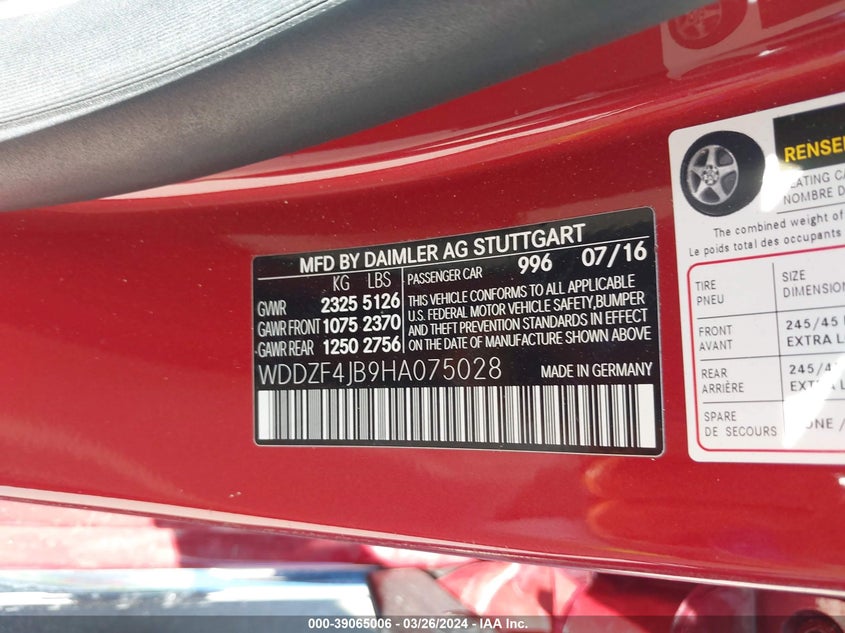 MFD BY DAIMLER AG STUTTGART
KG LBS
GVWR 2325 5126
GAWR FRONT 1075 2370
GAWR REAR 1250 2756
PASSENGER CAR 996 07/16
THIS VEHICLE CONFORMS TO ALL APPLICABLE
U.S. FEDERAL MOTOR VEHICLE SAFETY,BUMPER
AND THEFT PREVENTION STANDARDS IN EFFECT
ON THE DATE OF MANUFACTURE SHOWN ABOVE
WDDZF4JB9HA075028 MADE IN GERMANY
NOMBRE D
The combined weight of
Le poids total des occupants
TIRE
PNEU
SIZE
DIMENSION
FRONT
AVANT
245/45
EXTRA
REAR
ARRIÈRE
245/4
EXTRA
SPARE
DE SECOURS
000-39065006 / 03/26/2024 - Copyright IAA, Inc.